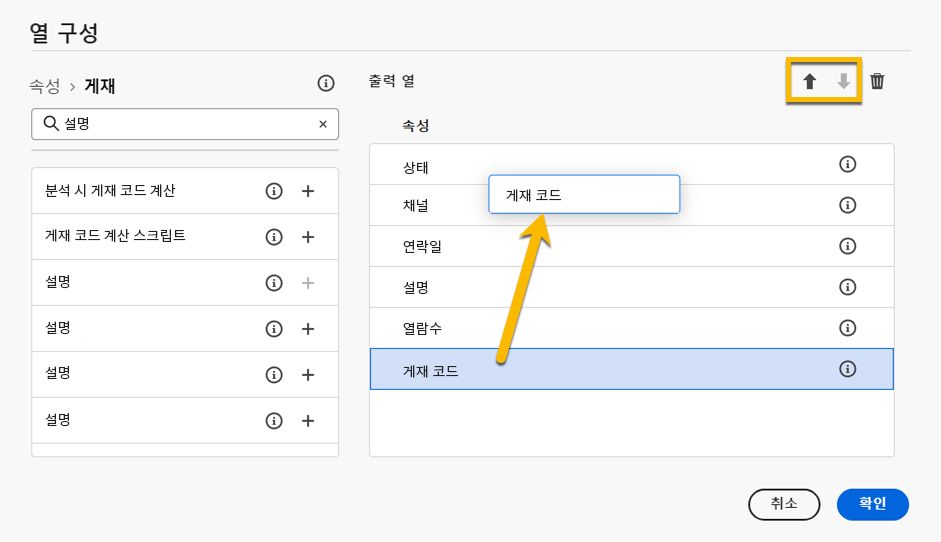 열 구성
속성 › 게재
설명
분석 시 게재 코드 계산
게재 코드 계산 스크립트
설명
설명
설명
설명
출력 열
속성
상태
게재 코드
채널
연락일
설명
열람수
게재 코드
취소
확인